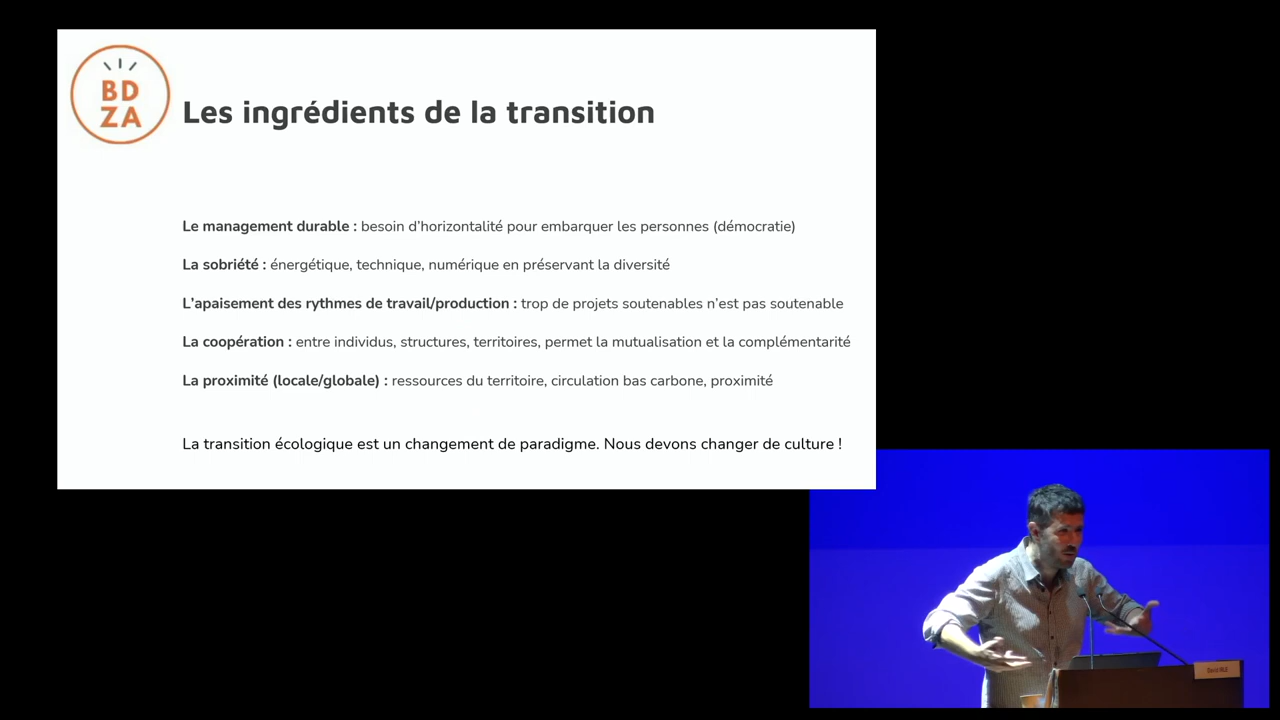 BD
ZA
Les ingrédients de la transition
Le management durable : besoin d'horizontalité pour embarquer les personnes (démocratie)
La sobriété : énergétique, technique, numérique en préservant la diversité
L'apaisement des rythmes de travail/production : trop de projets soutenables n'est pas soutenable
La coopération : entre individus, structures, territoires, permet la mutualisation et la complémentarité
La proximité (locale/globale) : ressources du territoire, circulation bas carbone, proximité
La transition écologique est un changement de paradigme. Nous devons changer de culture !
David